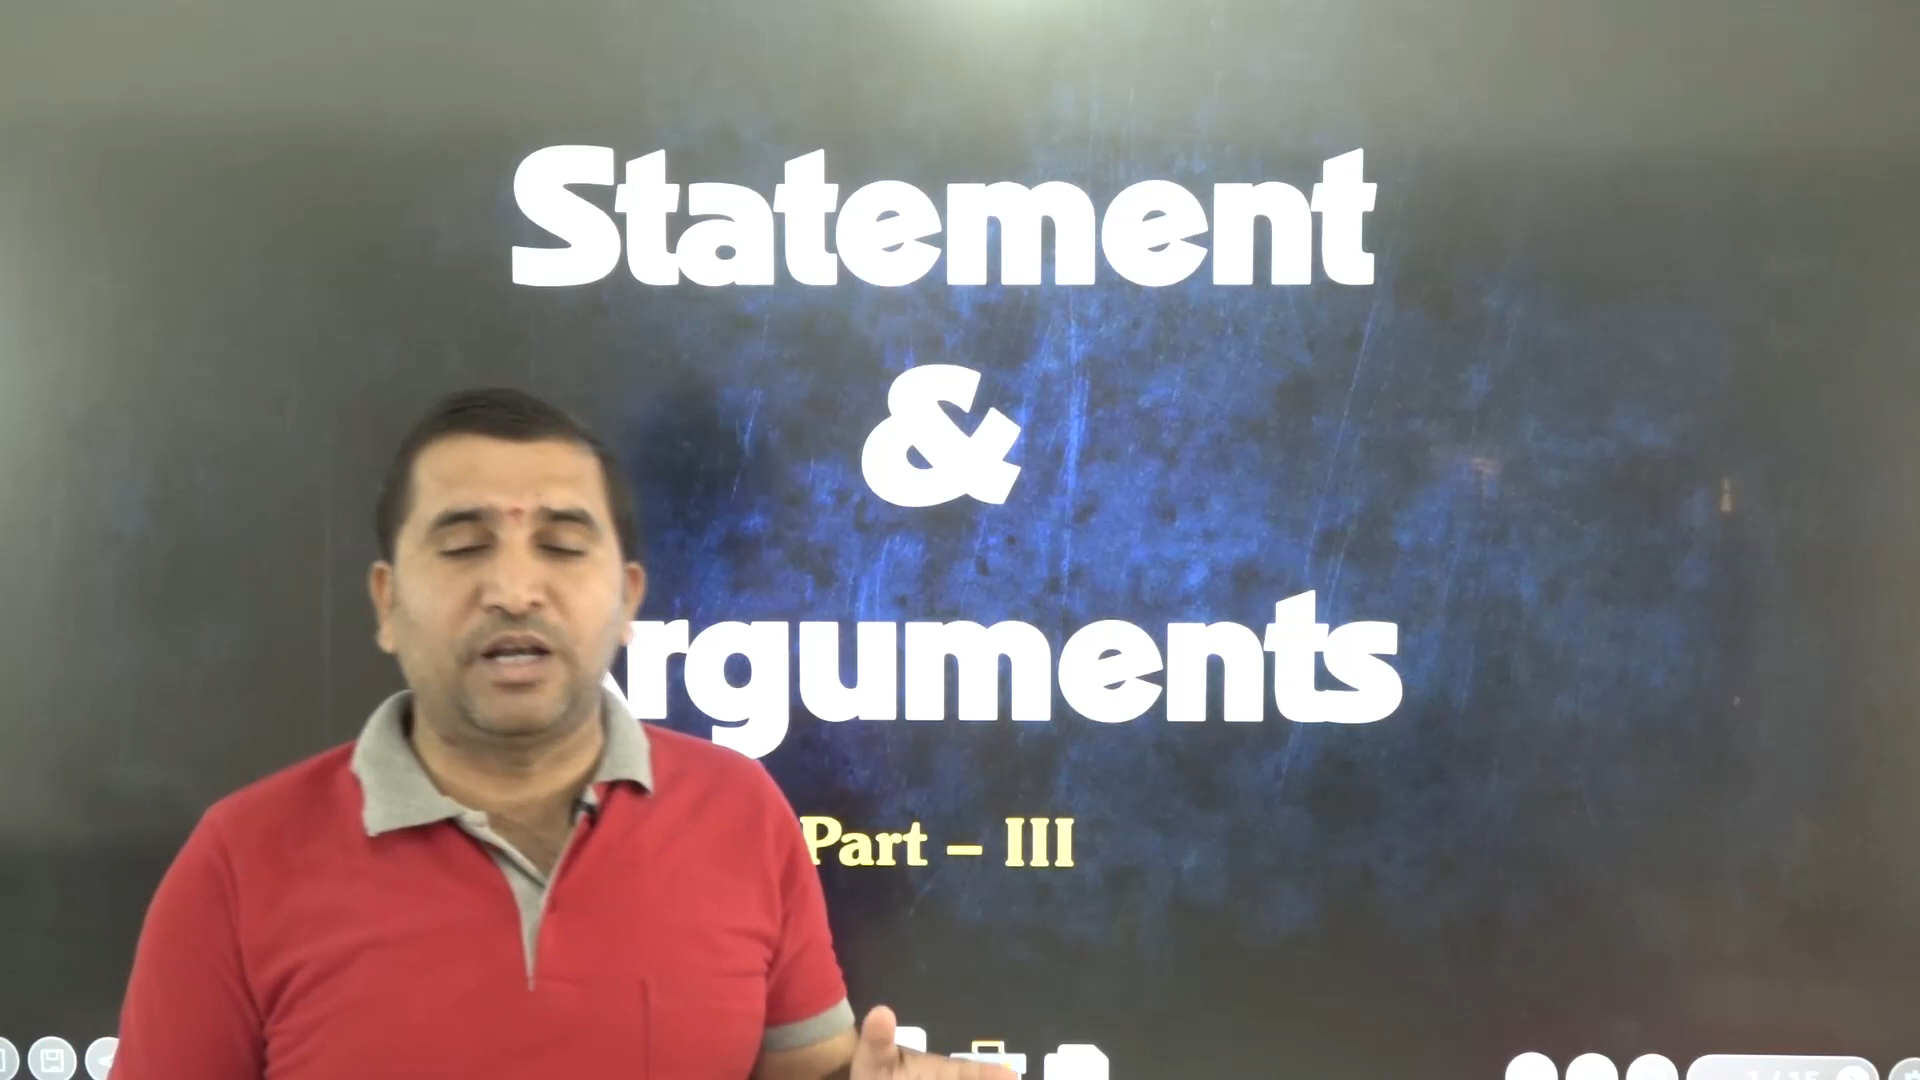 Statement
&
rguments
Part – III